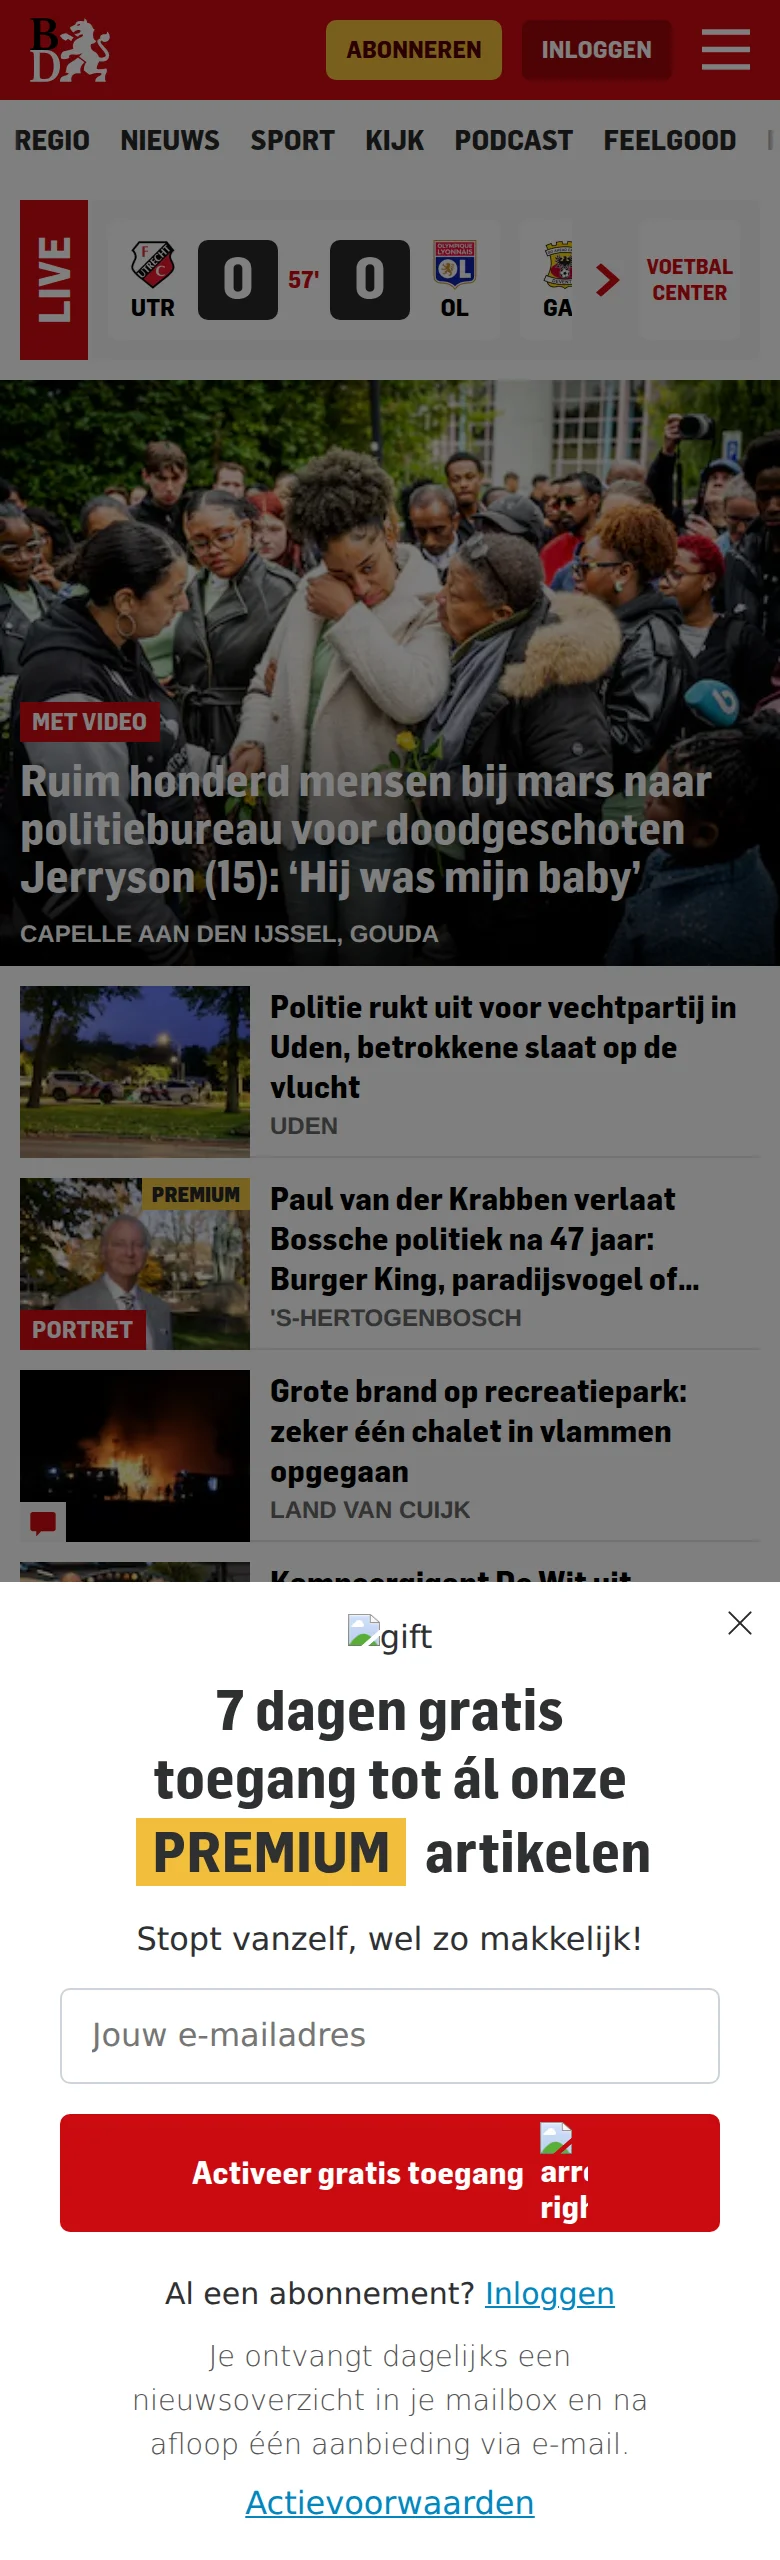 BD
ABONNEREN
INLOGGEN
REGIO NIEUWS SPORT KIJK PODCAST FEELGOOD
LIVE
UTR
0
57'
0
OL
GA
VOETBAL
CENTER
MET VIDEO
Ruim honderd mensen bij mars naar
politiebureau voor doodgeschoten
Jerryson (15): ‘Hij was mijn baby’
CAPELLE AAN DEN IJSSEL, GOUDA
Politie rukt uit voor vechtpartij in
Uden, betrokkene slaat op de
vlucht
UDEN
PREMIUM
PORTRET
Paul van der Krabben verlaat
Bossche politiek na 47 jaar:
Burger King, paradijsvogel of...
'S-HERTOGENBOSCH
Grote brand op recreatiepark:
zeker één chalet in vlammen
opgegaan
LAND VAN CUIJK
gift
7 dagen gratis
toegang tot ál onze
PREMIUM artikelen
Stopt vanzelf, wel zo makkelijk!
Jouw e-mailadres
Activeer gratis toegang
Al een abonnement? Inloggen
Je ontvangt dagelijks een
nieuwsoverzicht in je mailbox en na
afloop één aanbieding via e-mail.
Actievoorwaarden